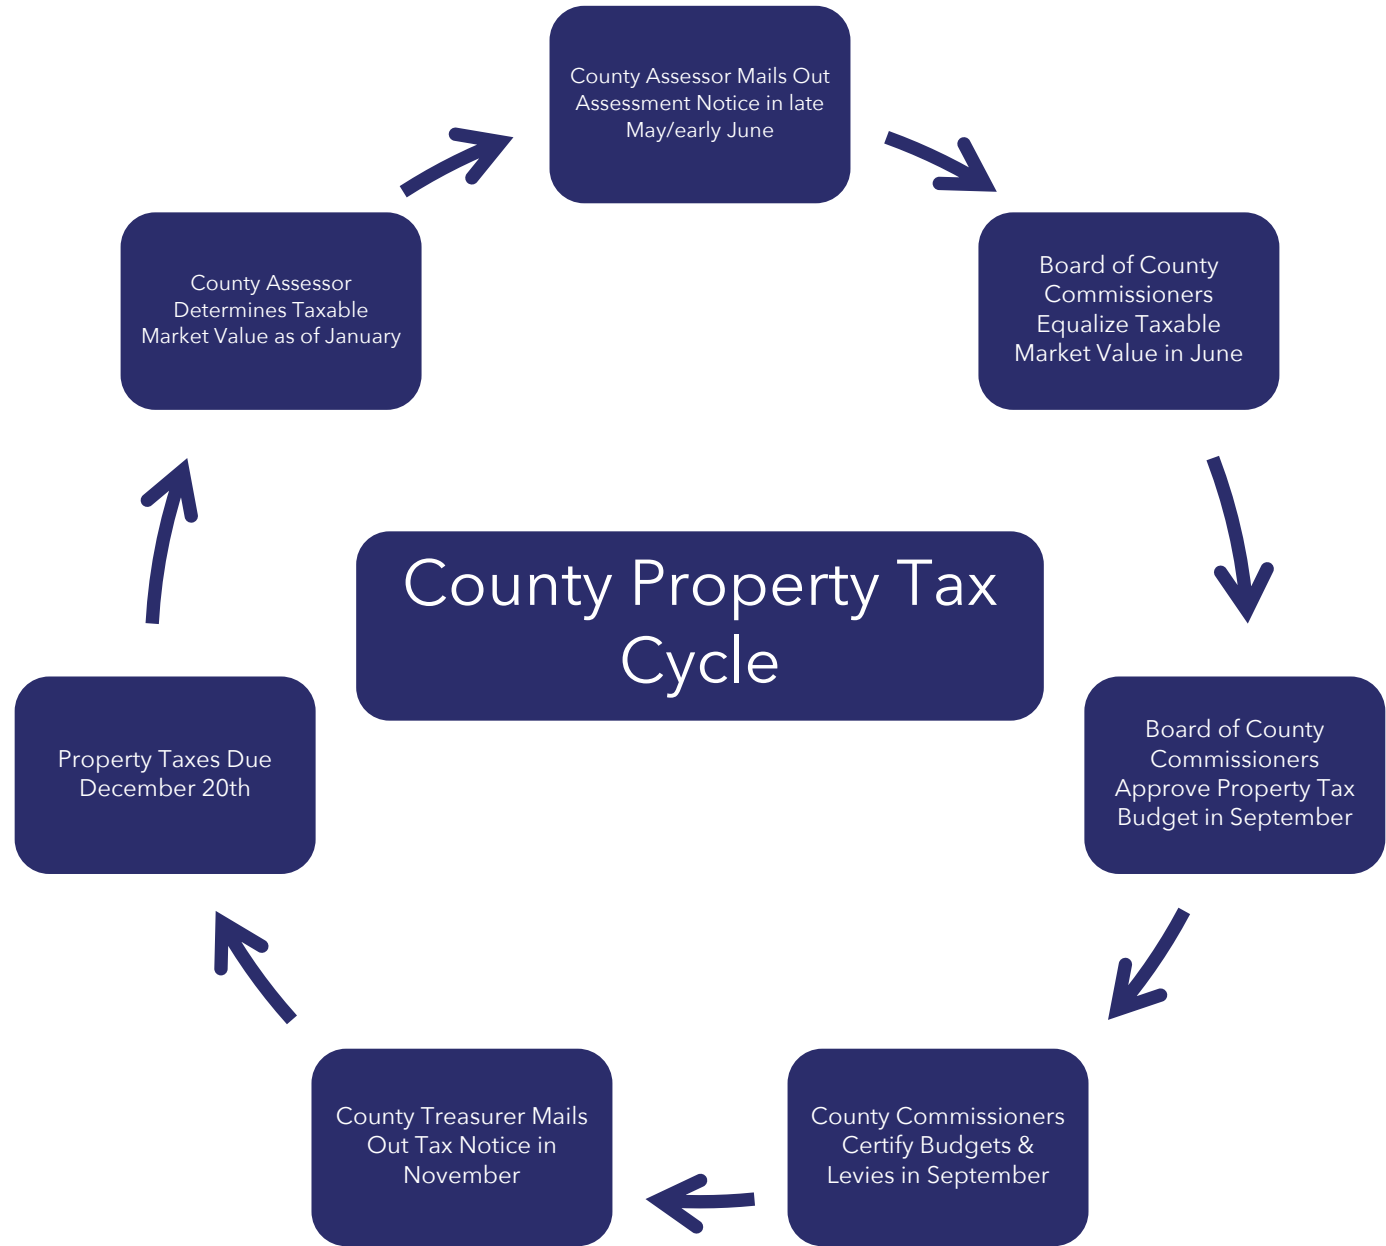 County Assessor Mails Out
Assessment Notice in late
May/early June
Board of County
Commissioners
Equalize Taxable
Market Value in June
Board of County
Commissioners
Approve Property Tax
Budget in September
County Commissioners
Certify Budgets &
Levies in September
County Treasurer Mails
Out Tax Notice in
November
Property Taxes Due
December 20th
County Assessor
Determines Taxable
Market Value as of January
County Property Tax
Cycle